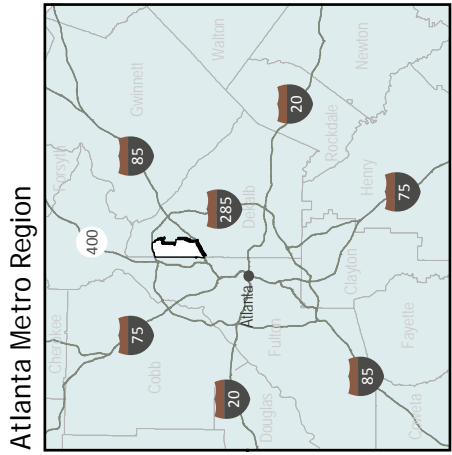 Atlanta Metro Region
Cherokee
Forsyth
400
75
85
Gwinnett
Cobb
Walton
285
20
Atlanta
DeKalb
Douglas
Fulton
20
Rockdale
Clayton
Newton
85
Henry
75
Fayette
Coweta